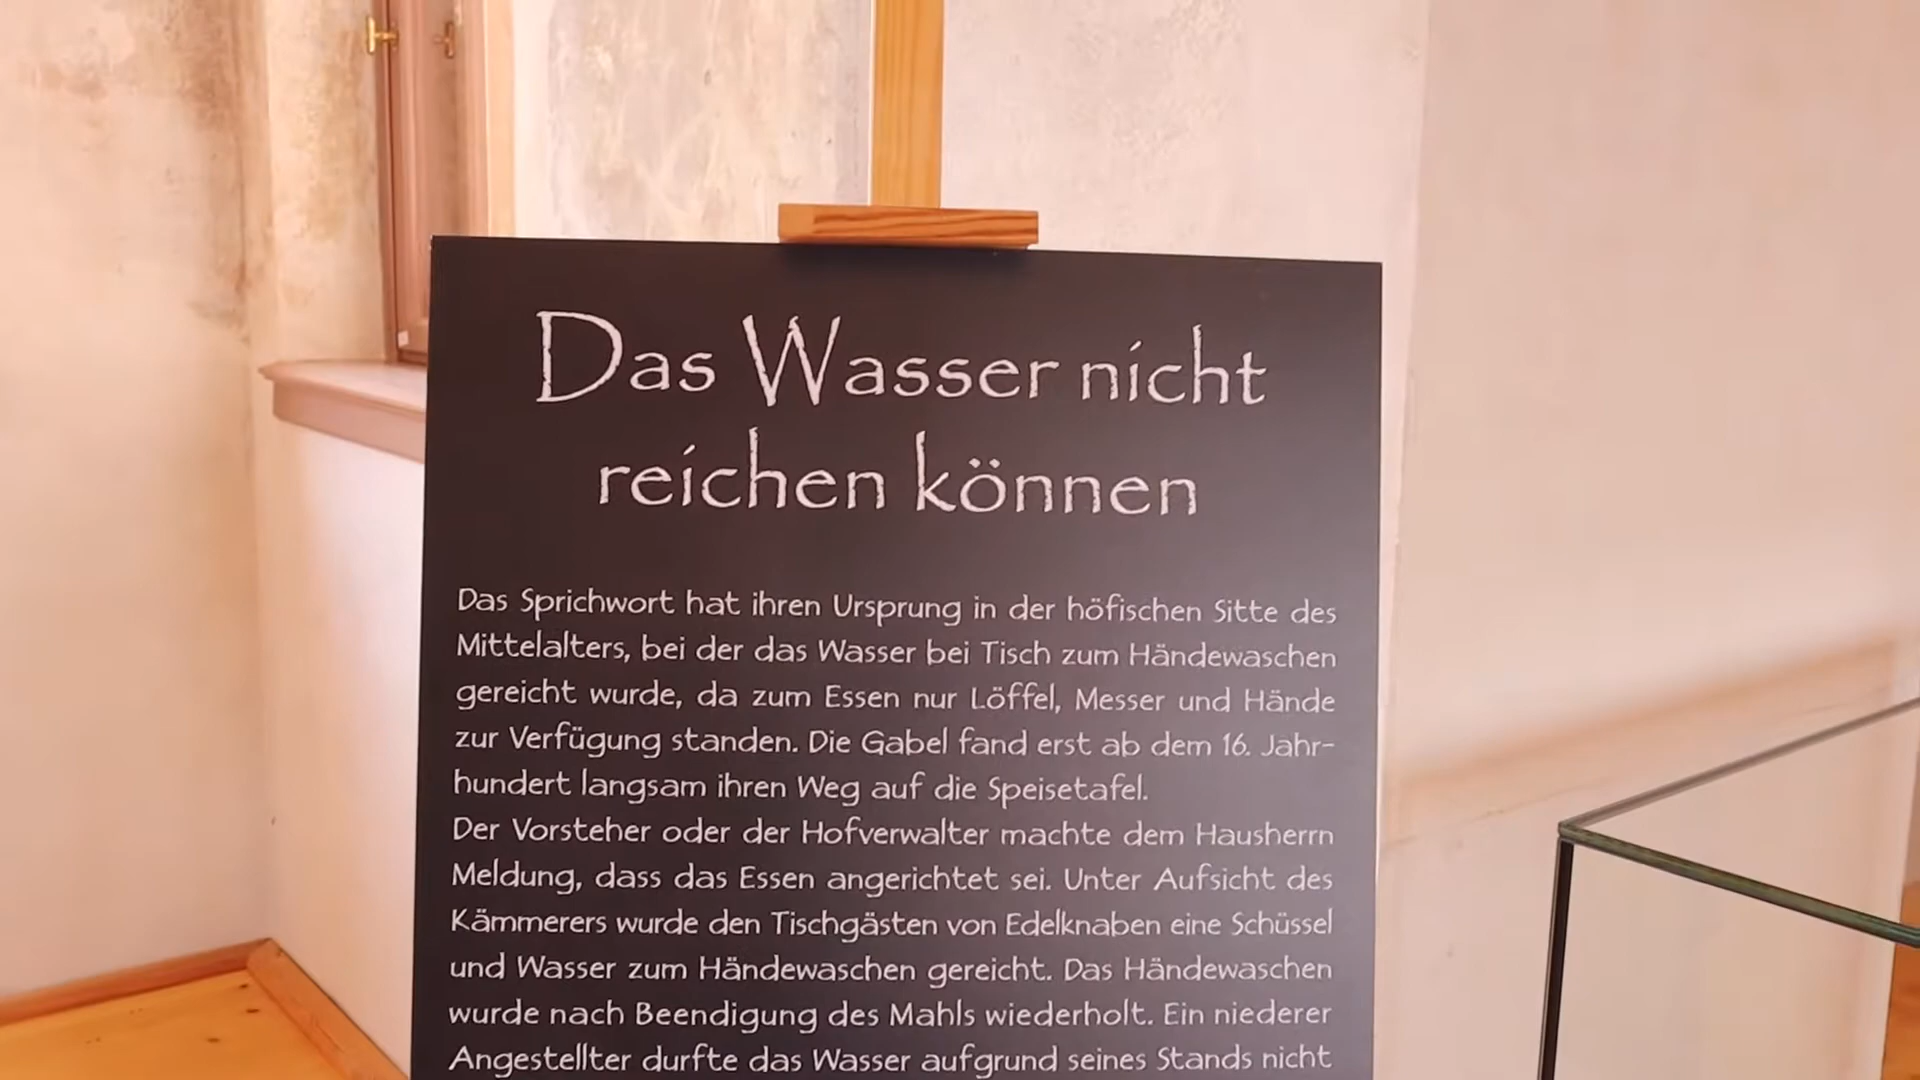 Das Wasser nicht
reichen können
Das Sprichwort hat ihren Ursprung in der höfischen Sitte des
Mittelalters, bei der das Wasser bei Tisch zum Händewaschen
gereicht wurde, da zum Essen nur Löffel, Messer und Hände
zur Verfügung standen. Die Gabel fand erst ab dem 16. Jahr-
hundert langsam ihren Weg auf die Speisetafel.
Der Vorsteher oder der Hofverwalter machte dem Hausherrn
Meldung, dass das Essen angerichtet sei. Unter Aufsicht des
Kämmerers wurde den Tischgästen von Edelknaben eine Schüssel
und Wasser zum Händewaschen gereicht. Das Händewaschen
wurde nach Beendigung des Mahls wiederholt. Ein niederer
Angestellter durfte das Wasser aufgrund seines Stands nicht